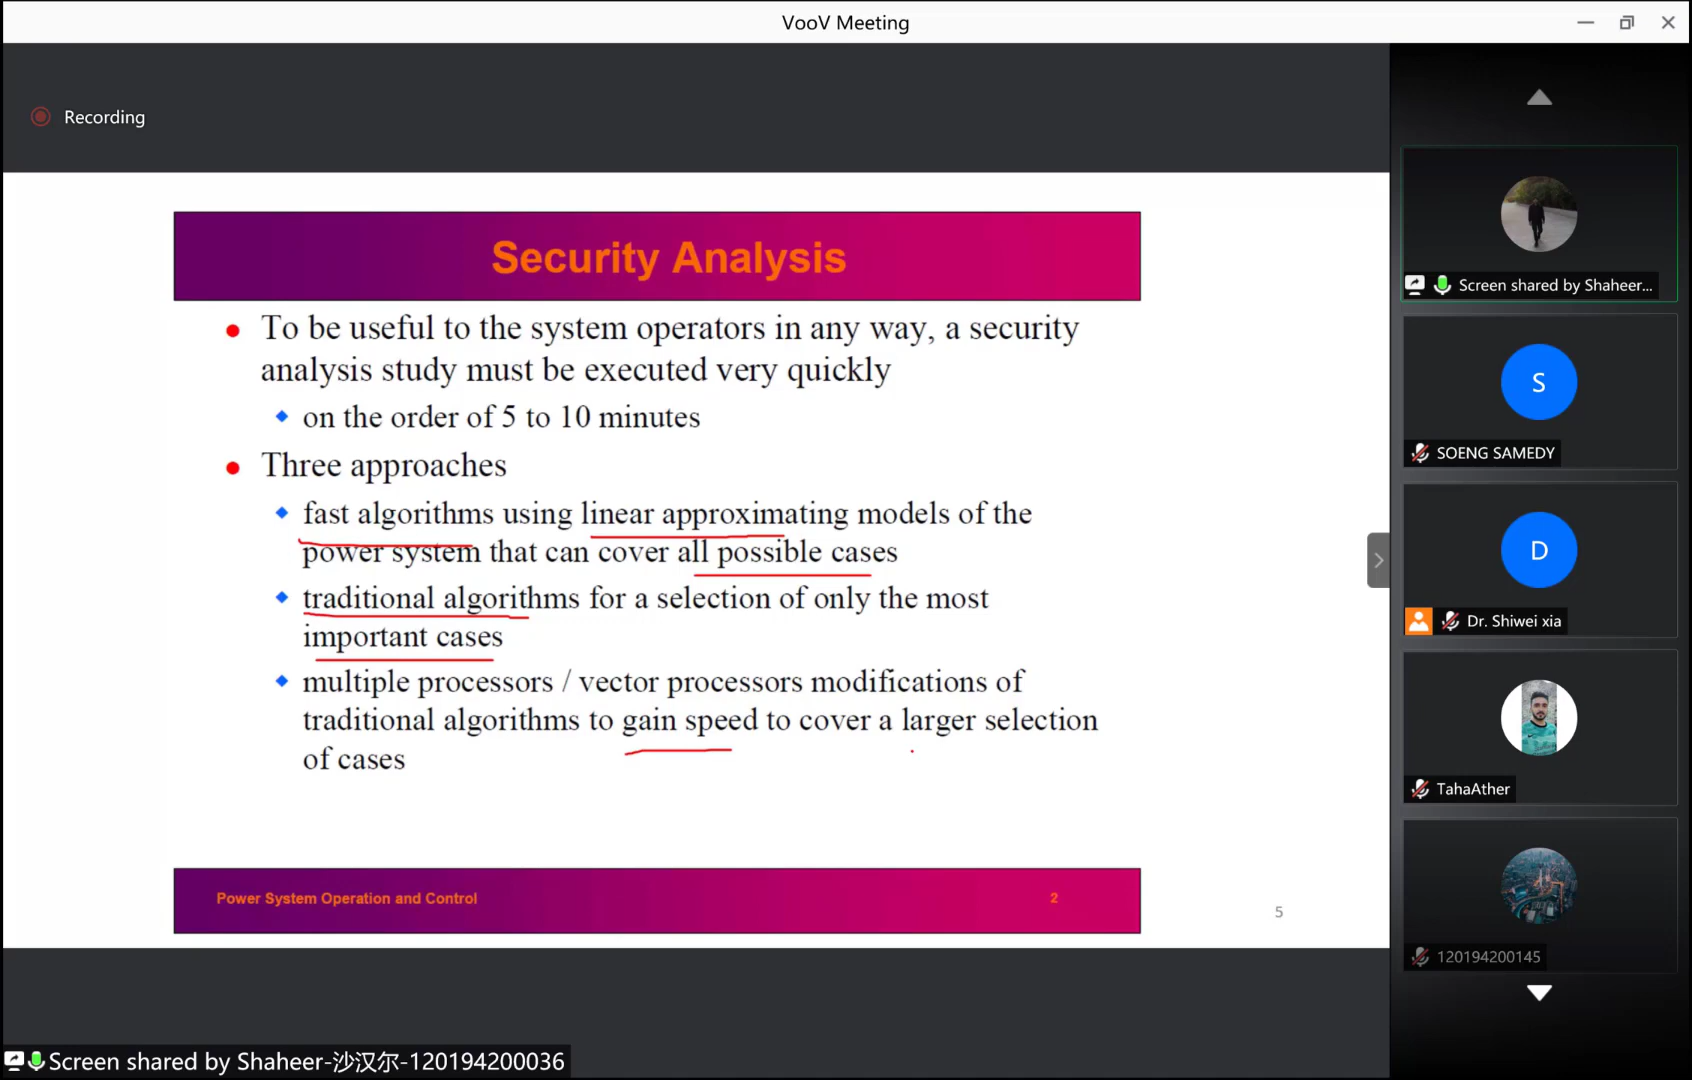 VooV Meeting
Recording
Security Analysis
To be useful to the system operators in any way, a security
analysis study must be executed very quickly
on the order of 5 to 10 minutes
Three approaches
fast algorithms using linear approximating models of the
power system that can cover all possible cases
traditional algorithms for a selection of only the most
important cases
multiple processors / vector processors modifications of
traditional algorithms to gain speed to cover a larger selection
of cases
Power System Operation and Control
2
5
Screen shared by Shaheer-沙汉尔-120194200036
Screen shared by Shaheer...
S
SOENG SAMEDY
D
Dr. Shiwei xia
TahaAther
120194200145